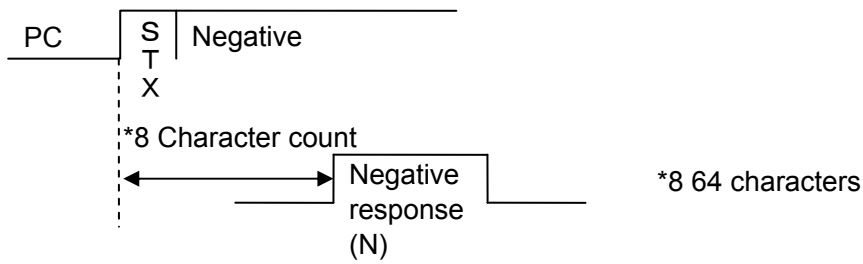 PC
S
T
X
Negative
*8 Character count
Negative
response
(N)
*8 64 characters